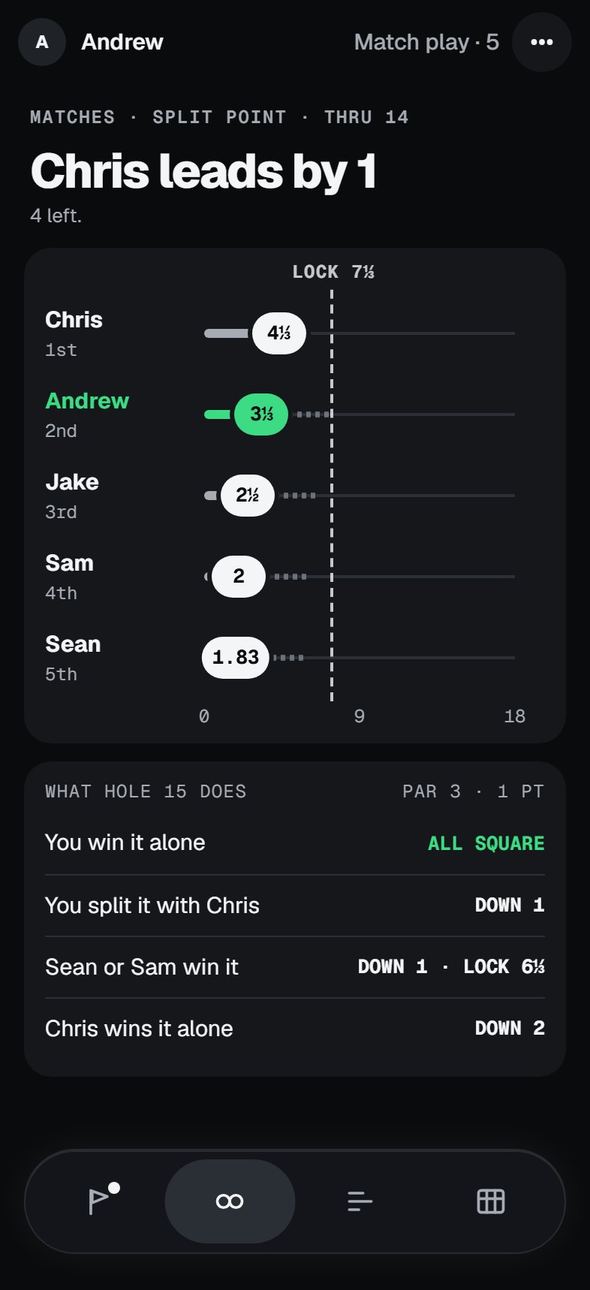 A Andrew Match play · 5
MATCHES · SPLIT POINT · THRU 14
Chris leads by 1
4 left.
LOCK 7⅓
Chris
4⅓
1st
Andrew
3⅓
2nd
Jake
2½
3rd
Sam
2
4th
Sean
1.83
5th
0 9 18
WHAT HOLE 15 DOES PAR 3 · 1 PT
You win it alone ALL SQUARE
You split it with Chris DOWN 1
Sean or Sam win it DOWN 1 · LOCK 6⅓
Chris wins it alone DOWN 2